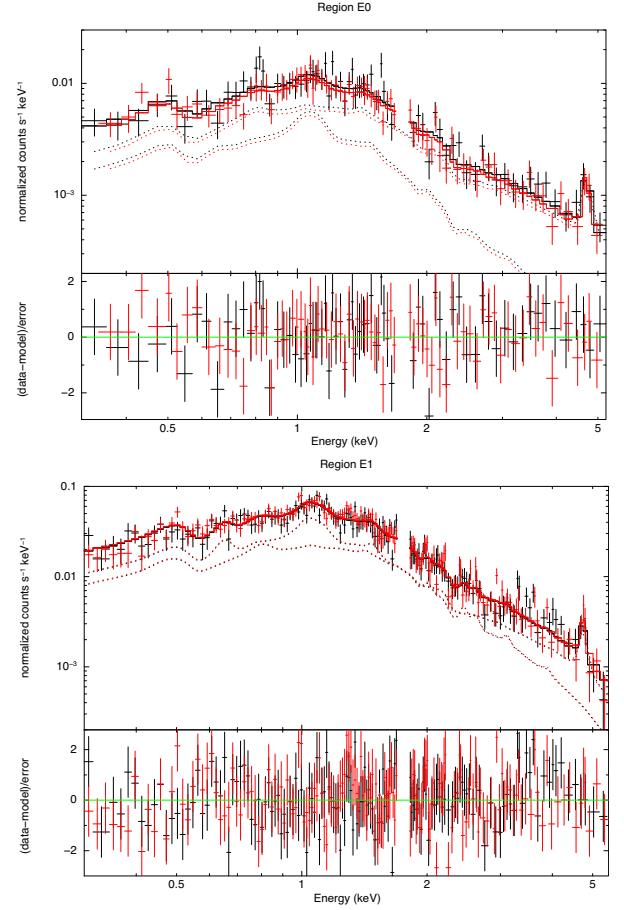 Region E0
normalized counts s⁻¹ keV⁻¹
0.01
10⁻³
(data−model)/error
2
0
−2
0.5 1 2 5
Energy (keV)
Region E1
normalized counts s⁻¹ keV⁻¹
0.1
0.01
10⁻³
(data−model)/error
2
0
−2
0.5 1 2 5
Energy (keV)